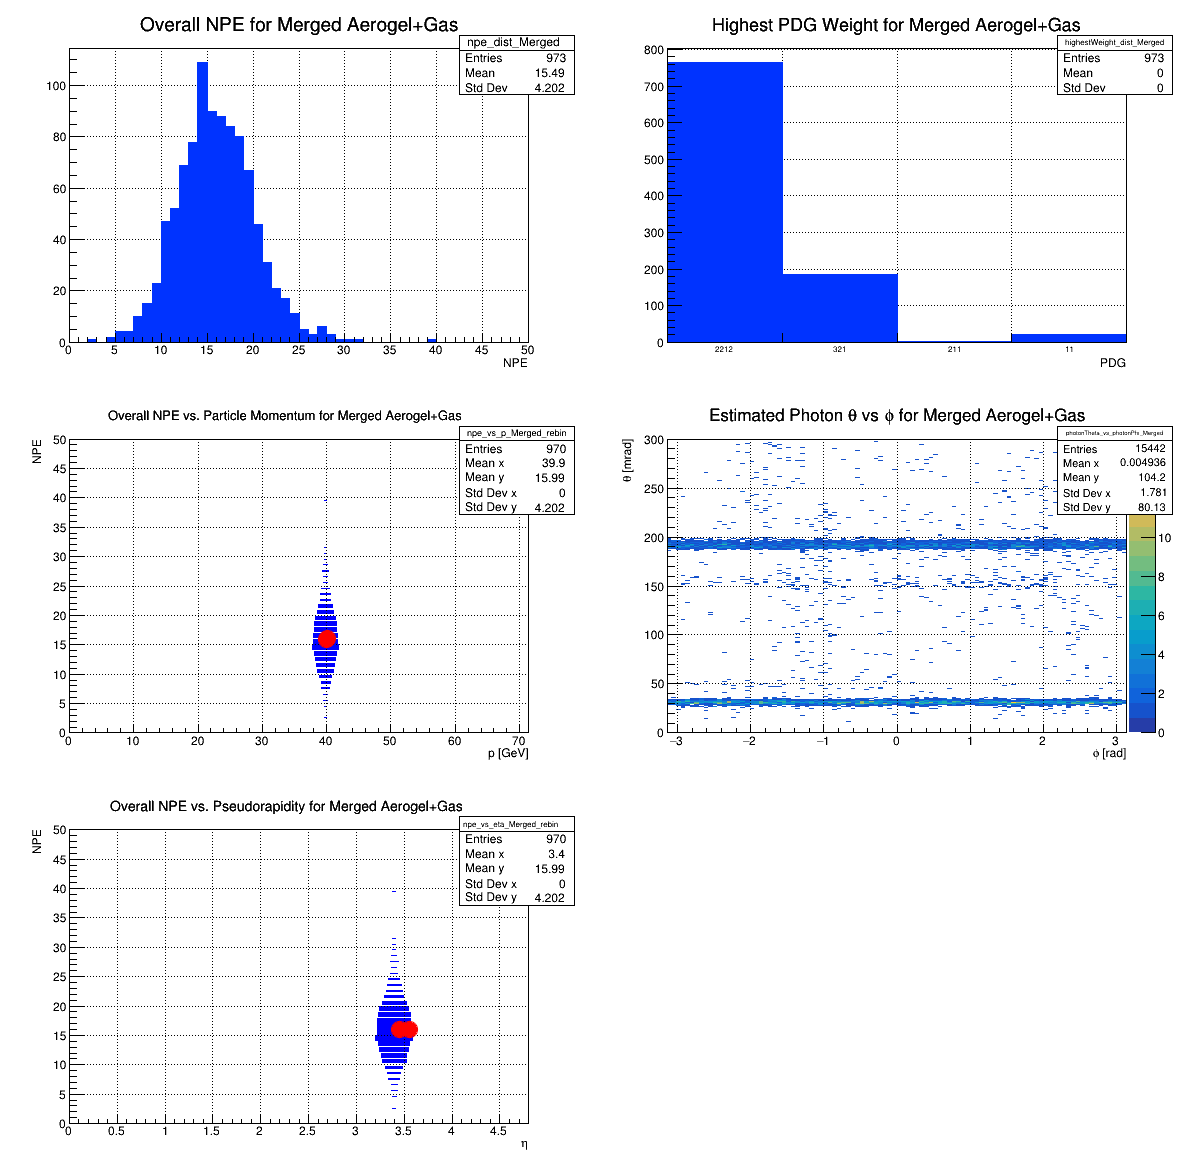 Overall NPE for Merged Aerogel+Gas
npe_dist_Merged
Entries 973
Mean 15.49
Std Dev 4.202
100
80
60
40
20
0
0 5 10 15 20 25 30 35 40 45 50
NPE
Highest PDG Weight for Merged Aerogel+Gas
highestWeight_dist_Merged
Entries 973
Mean 0
Std Dev 0
800
700
600
500
400
300
200
100
0
2212 321 211 11
PDG
Overall NPE vs. Particle Momentum for Merged Aerogel+Gas
npe_vs_p_Merged_rebin
Entries 970
Mean x 39.9
Mean y 15.99
Std Dev x 0
Std Dev y 4.202
NPE
50
45
40
35
30
25
20
15
10
5
0
0 10 20 30 40 50 60 70
p [GeV]
Estimated Photon θ vs ϕ for Merged Aerogel+Gas
photonTheta_vs_photonPhi_Merged
Entries 15442
Mean x 0.004936
Mean y 104.2
Std Dev x 1.781
Std Dev y 80.13
θ [mrad]
300
250
200
150
100
50
0
−3 −2 −1 0 1 2 3
ϕ [rad]
10
8
6
4
2
0
Overall NPE vs. Pseudorapidity for Merged Aerogel+Gas
npe_vs_eta_Merged_rebin
Entries 970
Mean x 3.4
Mean y 15.99
Std Dev x 0
Std Dev y 4.202
NPE
50
45
40
35
30
25
20
15
10
5
0
0 0.5 1 1.5 2 2.5 3 3.5 4 4.5
η